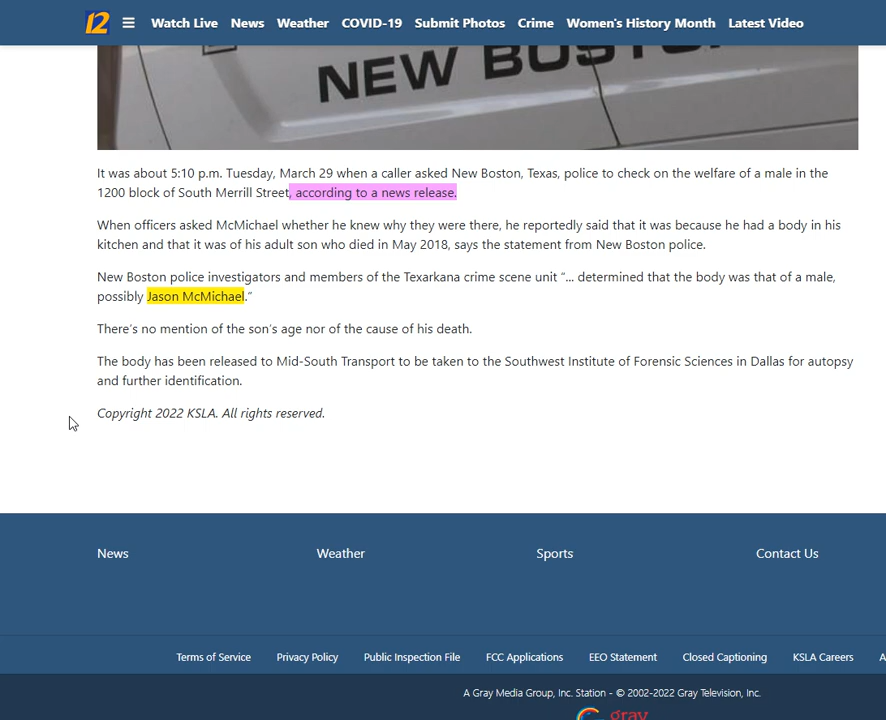 12 Watch Live News Weather COVID-19 Submit Photos Crime Women's History Month Latest Video
NEW BOSTON
It was about 5:10 p.m. Tuesday, March 29 when a caller asked New Boston, Texas, police to check on the welfare of a male in the
1200 block of South Merrill Street, according to a news release.
When officers asked McMichael whether he knew why they were there, he reportedly said that it was because he had a body in his
kitchen and that it was of his adult son who died in May 2018, says the statement from New Boston police.
New Boston police investigators and members of the Texarkana crime scene unit “... determined that the body was that of a male,
possibly Jason McMichael.”
There’s no mention of the son’s age nor of the cause of his death.
The body has been released to Mid-South Transport to be taken to the Southwest Institute of Forensic Sciences in Dallas for autopsy
and further identification.
Copyright 2022 KSLA. All rights reserved.
News Weather Sports Contact Us
Terms of Service Privacy Policy Public Inspection File FCC Applications EEO Statement Closed Captioning KSLA Careers A
A Gray Media Group, Inc. Station - © 2002-2022 Gray Television, Inc.
gray